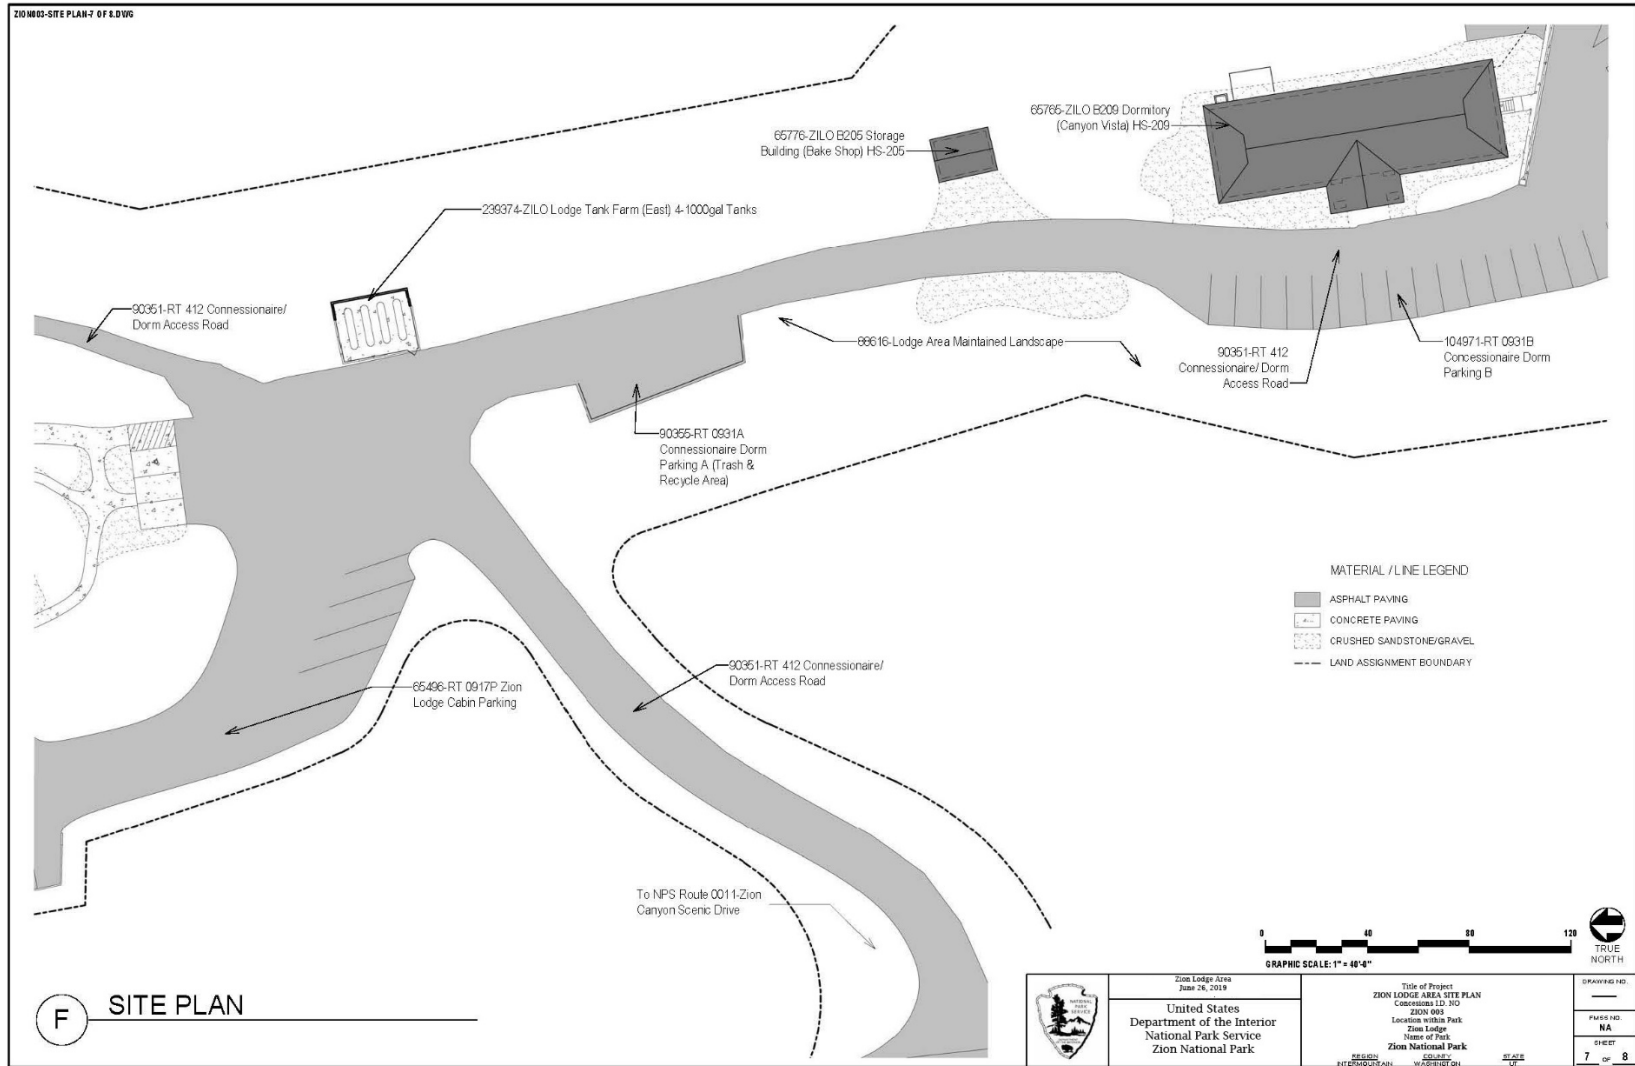 ZION003-SITE PLAN-7 OF 8.DWG
65765-ZILO B209 Dormitory
(Canyon Vista) HS-209
65776-ZILO B205 Storage
Building (Bake Shop) HS-205
239374-ZILO Lodge Tank Farm (East) 4-1000gal Tanks
90351-RT 412 Connessionaire/
Dorm Access Road
88616-Lodge Area Maintained Landscape
90351-RT 412
Connessionaire/ Dorm
Access Road
104971-RT 0931B
Concessionaire Dorm
Parking B
90355-RT 0931A
Connessionaire Dorm
Parking A (Trash &
Recycle Area)
MATERIAL / LINE LEGEND
ASPHALT PAVING
CONCRETE PAVING
CRUSHED SANDSTONE/GRAVEL
LAND ASSIGNMENT BOUNDARY
90351-RT 412 Connessionaire/
Dorm Access Road
65496-RT 0917P Zion
Lodge Cabin Parking
To NPS Route 0011-Zion
Canyon Scenic Drive
0 40 80 120
GRAPHIC SCALE: 1" = 40'-0"
TRUE
NORTH
F SITE PLAN
NATIONAL
PARK
SERVICE
Zion Lodge Area
June 26, 2019
United States
Department of the Interior
National Park Service
Zion National Park
Title of Project
ZION LODGE AREA SITE PLAN
Concesions I.D. NO
ZION 003
Location within Park
Zion Lodge
Name of Park
Zion National Park
REGION COUNTY STATE
INTERMOUNTAIN WASHINGTON UT
DRAWING NO.
PMSS NO.
NA
SHEET
7 OF 8